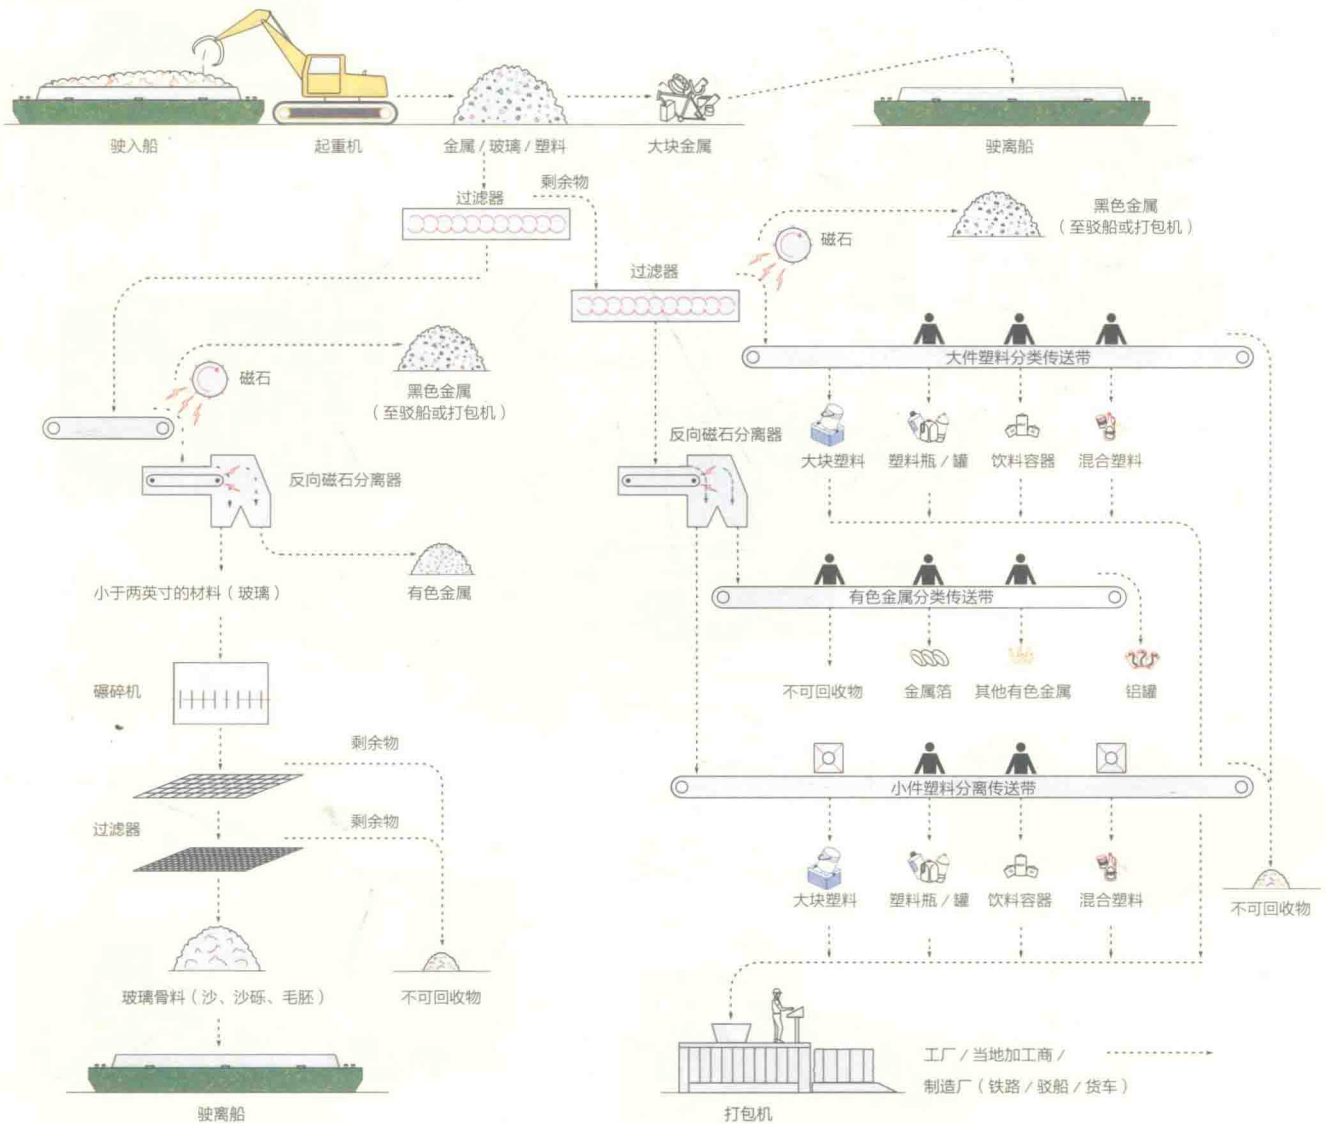 驶入船
起重机
金属/玻璃/塑料
大块金属
驶离船
过滤器
剩余物
磁石
黑色金属
（至驳船或打包机）
过滤器
磁石
黑色金属
（至驳船或打包机）
大件塑料分类传送带
反向磁石分离器
大块塑料
塑料瓶/罐
饮料容器
混合塑料
反向磁石分离器
小于两英寸的材料（玻璃）
有色金属
有色金属分类传送带
不可回收物
金属箔
其他有色金属
铝罐
碾碎机
剩余物
小件塑料分离传送带
过滤器
剩余物
大块塑料
塑料瓶/罐
饮料容器
混合塑料
不可回收物
玻璃骨料（沙、沙砾、毛胚）
不可回收物
驶离船
打包机
工厂/当地加工商/
制造厂（铁路/驳船/货车）